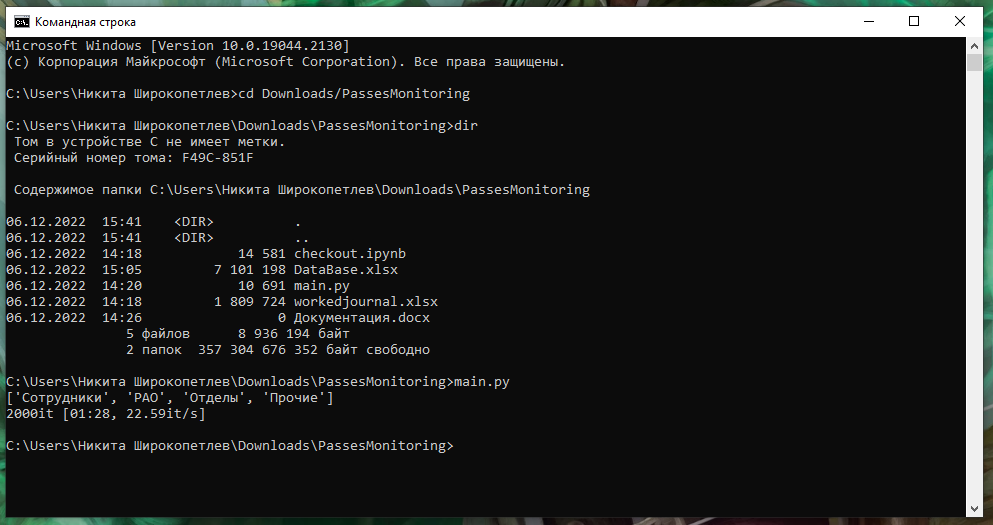 Командная строка
Microsoft Windows [Version 10.0.19044.2130]
(c) Корпорация Майкрософт (Microsoft Corporation). Все права защищены.
C:\Users\Никита Широкопетлев>cd Downloads/PassesMonitoring
C:\Users\Никита Широкопетлев\Downloads\PassesMonitoring>dir
Том в устройстве C не имеет метки.
Серийный номер тома: F49C-851F
Содержимое папки C:\Users\Никита Широкопетлев\Downloads\PassesMonitoring
06.12.2022  15:41    <DIR>          .
06.12.2022  15:41    <DIR>          ..
06.12.2022  14:18            14 581 checkout.ipynb
06.12.2022  15:05         7 101 198 DataBase.xlsx
06.12.2022  14:20            10 691 main.py
06.12.2022  14:18         1 809 724 workedjournal.xlsx
06.12.2022  14:26                 0 Документация.docx
5 файлов      8 936 194 байт
2 папок  357 304 676 352 байт свободно
C:\Users\Никита Широкопетлев\Downloads\PassesMonitoring>main.py
['Сотрудники', 'РАО', 'Отделы', 'Прочие']
2000it [01:28, 22.59it/s]
C:\Users\Никита Широкопетлев\Downloads\PassesMonitoring>